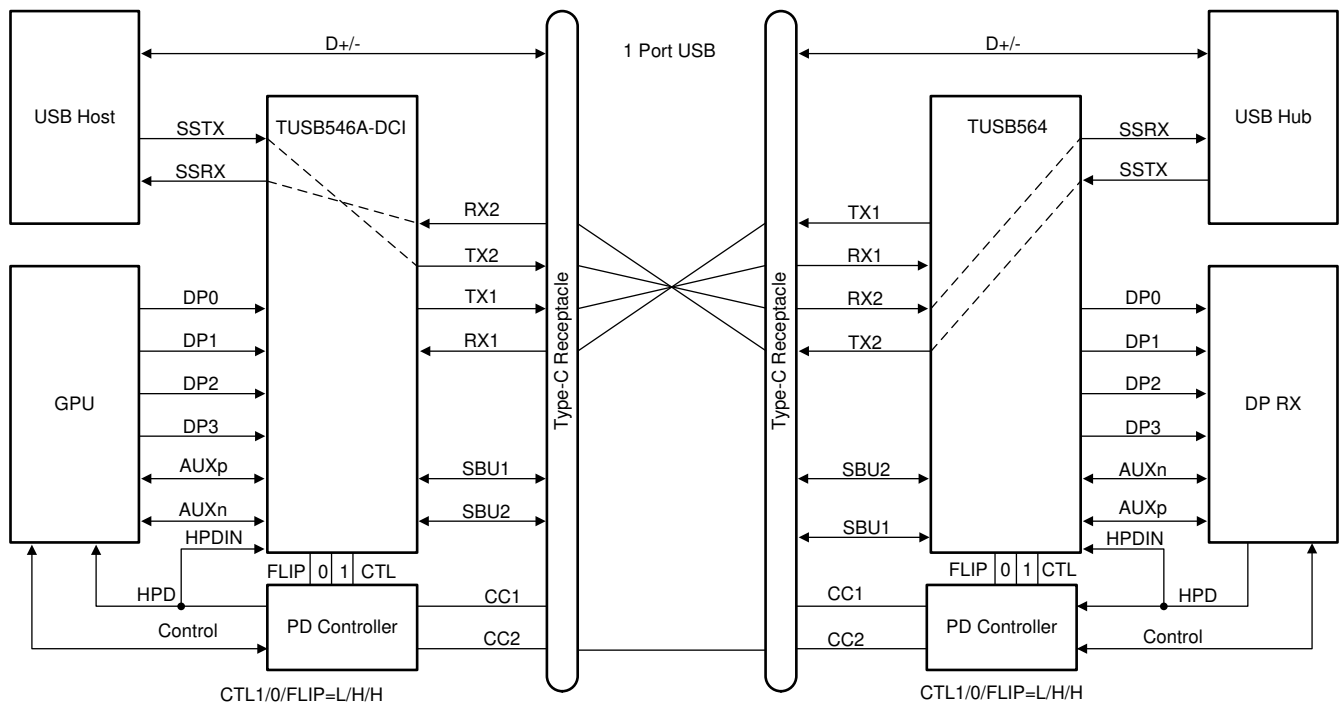 D+/-
1 Port USB
D+/-
USB Host
TUSB546A-DCI
TUSB564
USB Hub
SSTX
SSRX
SSRX
SSTX
RX2
TX2
TX1
RX1
TX1
RX1
RX2
TX2
Type-C Receptacle
Type-C Receptacle
GPU
DP0
DP1
DP2
DP3
AUXp
AUXn
HPDIN
SBU1
SBU2
SBU2
SBU1
DP0
DP1
DP2
DP3
AUXn
AUXp
HPDIN
DP RX
FLIP 0 1 CTL
FLIP 0 1 CTL
HPD
Control
PD Controller
CC1
CC2
CC1
CC2
PD Controller
HPD
Control
CTL1/0/FLIP=L/H/H
CTL1/0/FLIP=L/H/H